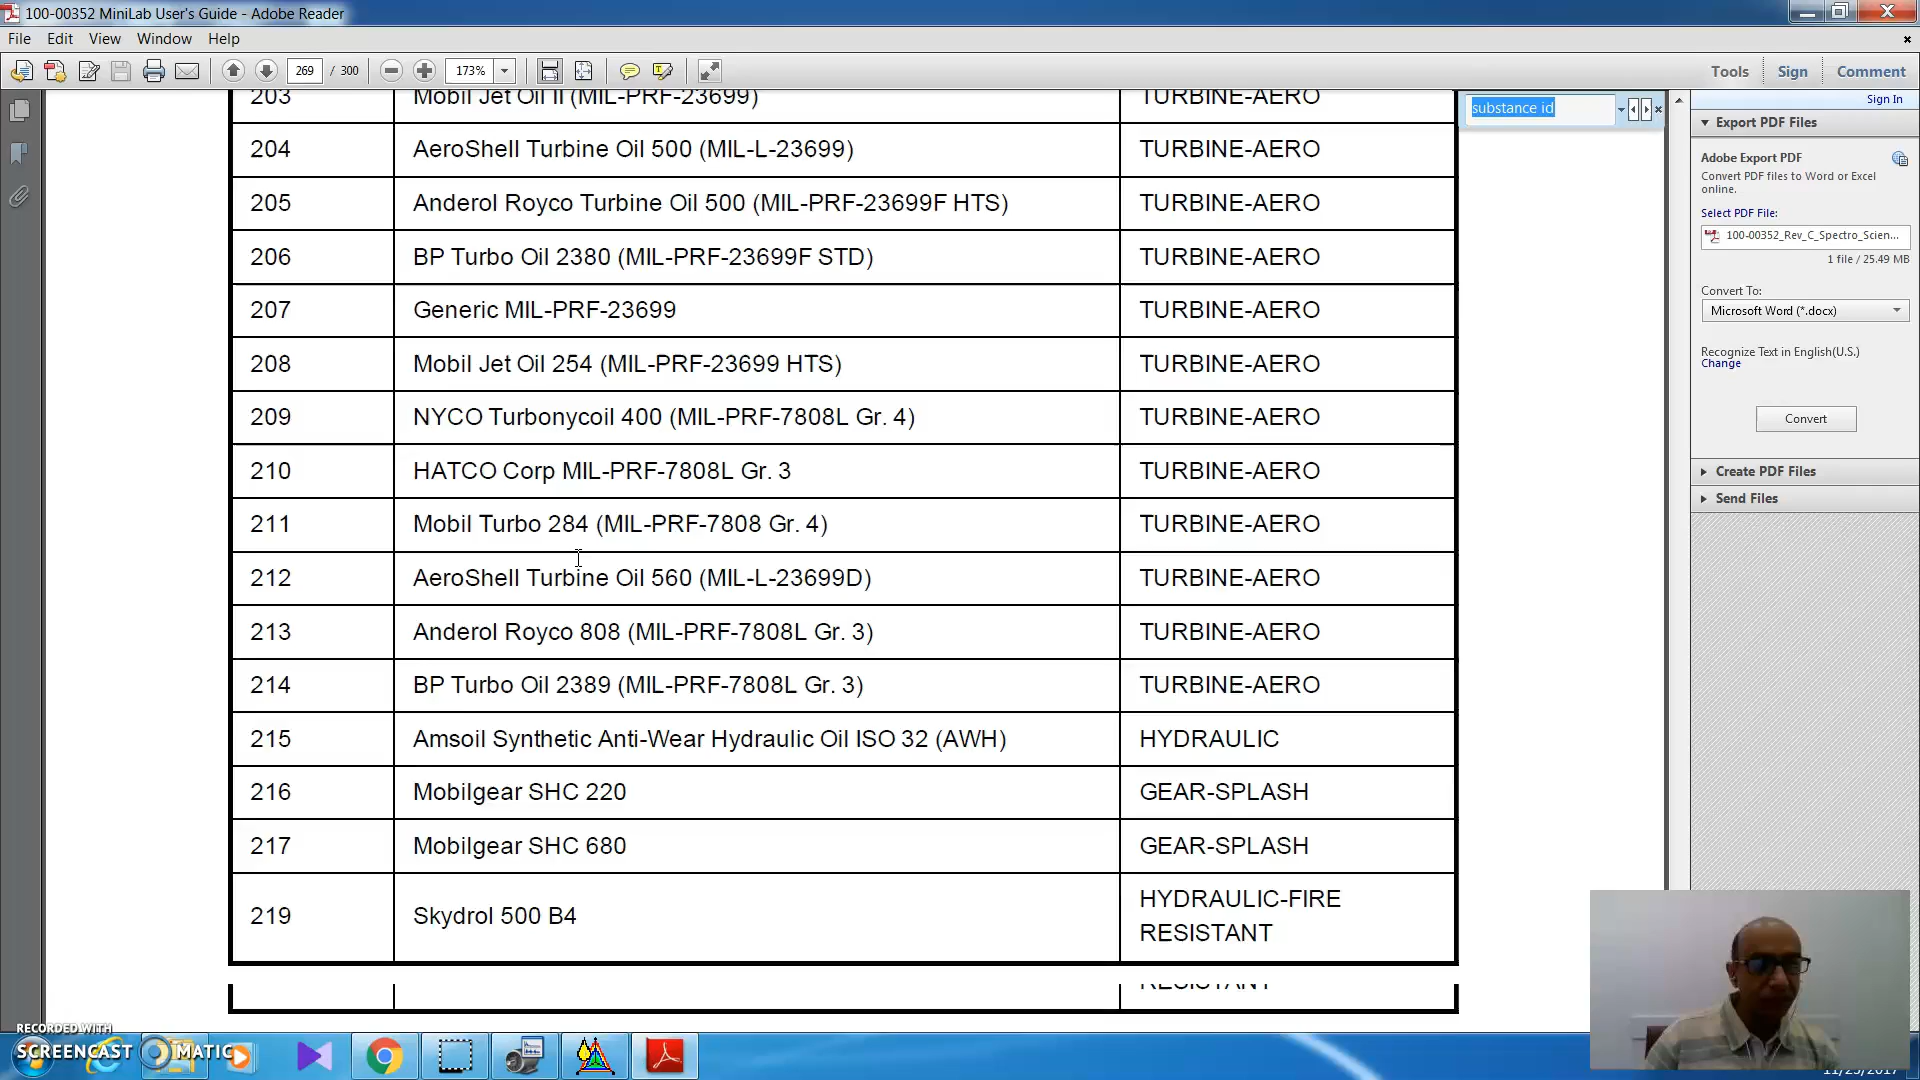 100-00352 MiniLab User's Guide - Adobe Reader
File Edit View Window Help
269 / 300 173% Tools Sign Comment
substance id
203 Mobil Jet Oil II (MIL-PRF-23699) TURBINE-AERO
204 AeroShell Turbine Oil 500 (MIL-L-23699) TURBINE-AERO
205 Anderol Royco Turbine Oil 500 (MIL-PRF-23699F HTS) TURBINE-AERO
206 BP Turbo Oil 2380 (MIL-PRF-23699F STD) TURBINE-AERO
207 Generic MIL-PRF-23699 TURBINE-AERO
208 Mobil Jet Oil 254 (MIL-PRF-23699 HTS) TURBINE-AERO
209 NYCO Turbonycoil 400 (MIL-PRF-7808L Gr. 4) TURBINE-AERO
210 HATCO Corp MIL-PRF-7808L Gr. 3 TURBINE-AERO
211 Mobil Turbo 284 (MIL-PRF-7808 Gr. 4) TURBINE-AERO
212 AeroShell Turbine Oil 560 (MIL-L-23699D) TURBINE-AERO
213 Anderol Royco 808 (MIL-PRF-7808L Gr. 3) TURBINE-AERO
214 BP Turbo Oil 2389 (MIL-PRF-7808L Gr. 3) TURBINE-AERO
215 Amsoil Synthetic Anti-Wear Hydraulic Oil ISO 32 (AWH) HYDRAULIC
216 Mobilgear SHC 220 GEAR-SPLASH
217 Mobilgear SHC 680 GEAR-SPLASH
219 Skydrol 500 B4 HYDRAULIC-FIRE
RESISTANT
RESISTANT
Sign In
Export PDF Files
Adobe Export PDF
Convert PDF files to Word or Excel
online.
Select PDF File:
100-00352_Rev_C_Spectro_Scien...
1 file / 25.49 MB
Convert To:
Microsoft Word (*.docx)
Recognize Text in English(U.S.)
Change
Convert
Create PDF Files
Send Files
RECORDED WITH
SCREENCAST MATIC